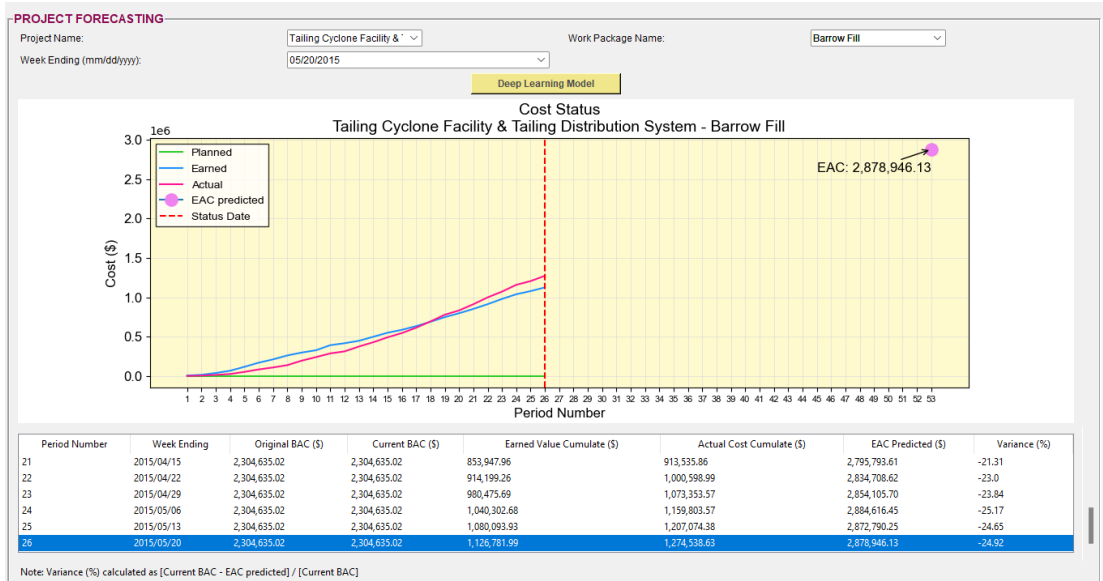 PROJECT FORECASTING
Project Name: Tailing Cyclone Facility & Work Package Name: Barrow Fill
Week Ending (mm/dd/yyyy): 05/20/2015
Deep Learning Model
Cost Status
Tailing Cyclone Facility & Tailing Distribution System - Barrow Fill
1e6
3.0
2.5
2.0
1.5
1.0
0.5
0.0
Cost ($)
Planned
Earned
Actual
EAC predicted
Status Date
EAC: 2,878,946.13
1 2 3 4 5 6 7 8 9 10 11 12 13 14 15 16 17 18 19 20 21 22 23 24 25 26 27 28 29 30 31 32 33 34 35 36 37 38 39 40 41 42 43 44 45 46 47 48 49 50 51 52 53
Period Number
Period Number Week Ending Original BAC ($) Current BAC ($) Earned Value Cumulate ($) Actual Cost Cumulate ($) EAC Predicted ($) Variance (%)
21 2015/04/15 2,304,635.02 2,304,635.02 853,947.96 913,535.86 2,795,793.61 -21.31
22 2015/04/22 2,304,635.02 2,304,635.02 914,199.26 1,000,598.99 2,834,708.62 -23.0
23 2015/04/29 2,304,635.02 2,304,635.02 980,475.69 1,073,353.57 2,854,105.70 -23.84
24 2015/05/06 2,304,635.02 2,304,635.02 1,040,302.68 1,159,803.57 2,884,616.45 -25.17
25 2015/05/13 2,304,635.02 2,304,635.02 1,080,093.93 1,207,074.38 2,872,790.25 -24.65
26 2015/05/20 2,304,635.02 2,304,635.02 1,126,781.99 1,274,538.63 2,878,946.13 -24.92
Note: Variance (%) calculated as [Current BAC - EAC predicted] / [Current BAC]